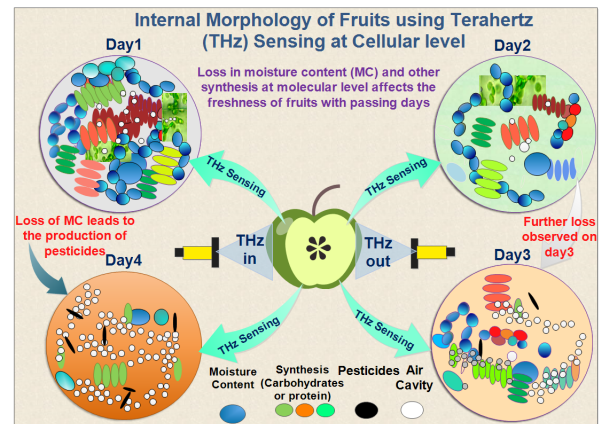 Internal Morphology of Fruits using Terahertz
(THz) Sensing at Cellular level
Day1
Day2
Loss in moisture content (MC) and other
synthesis at molecular level affects the
freshness of fruits with passing days
THz Sensing
THz Sensing
Loss of MC leads to
the production of
pesticides
THz
in
THz
out
Further loss
observed on
day3
Day4
Day3
THz Sensing
THz Sensing
Moisture
Content
Synthesis
(Carbohydrates
or protein)
Pesticides
Air
Cavity